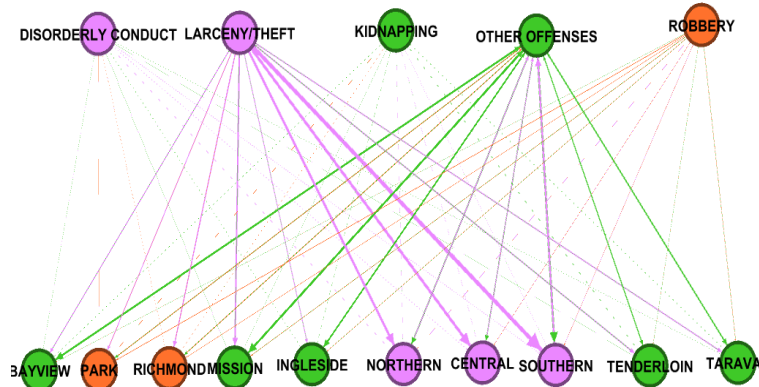 DISORDERLY CONDUCT
LARCENY/THEFT
KIDNAPPING
OTHER OFFENSES
ROBBERY
BAYVIEW
PARK
RICHMOND
MISSION
INGLESIDE
NORTHERN
CENTRAL
SOUTHERN
TENDERLOIN
TARAVA